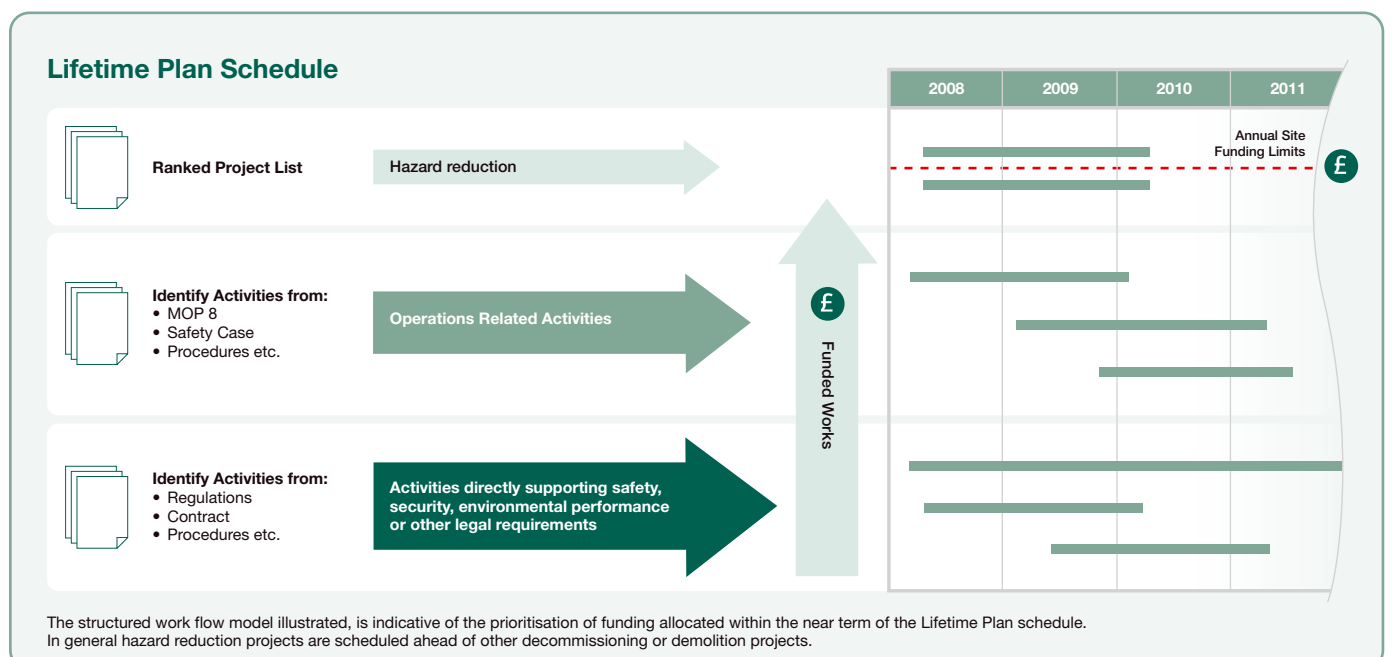 Lifetime Plan Schedule
2008 2009 2010 2011
Ranked Project List
Hazard reduction
Annual Site
Funding Limits
£
Identify Activities from:
• MOP 8
• Safety Case
• Procedures etc.
Operations Related Activities
£
Funded Works
Identify Activities from:
• Regulations
• Contract
• Procedures etc.
Activities directly supporting safety,
security, environmental performance
or other legal requirements
The structured work flow model illustrated, is indicative of the prioritisation of funding allocated within the near term of the Lifetime Plan schedule.
In general hazard reduction projects are scheduled ahead of other decommissioning or demolition projects.